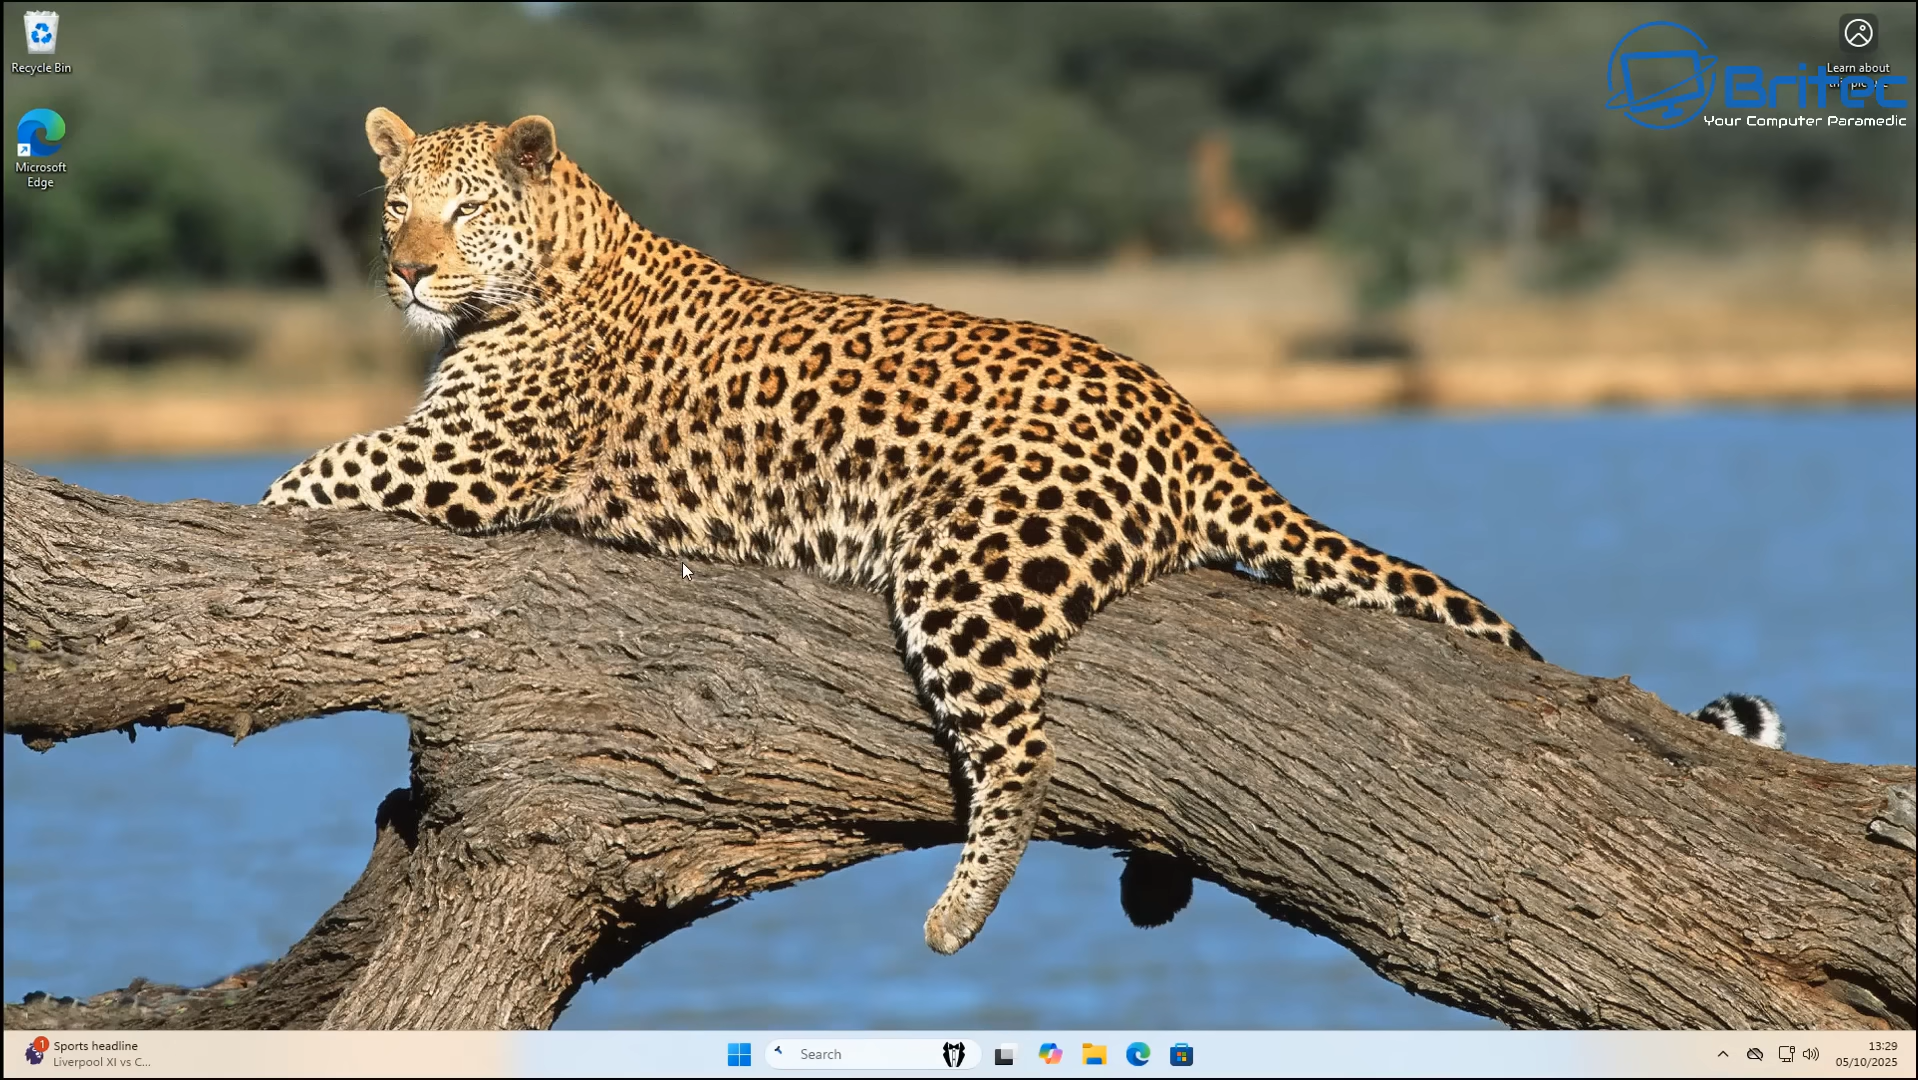 Recycle Bin
Microsoft
Edge
Learn about
Britec
Your Computer Paramedic
1
Sports headline
Liverpool XI vs C...
Search
13:29
05/10/2025